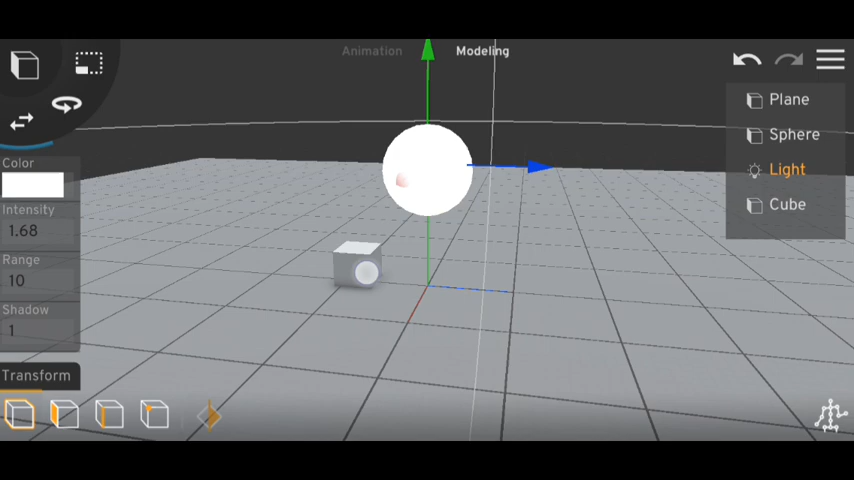 Animation Modeling
Plane
Sphere
Light
Cube
Color
Intensity
1.68
Range
10
Shadow
1
Transform